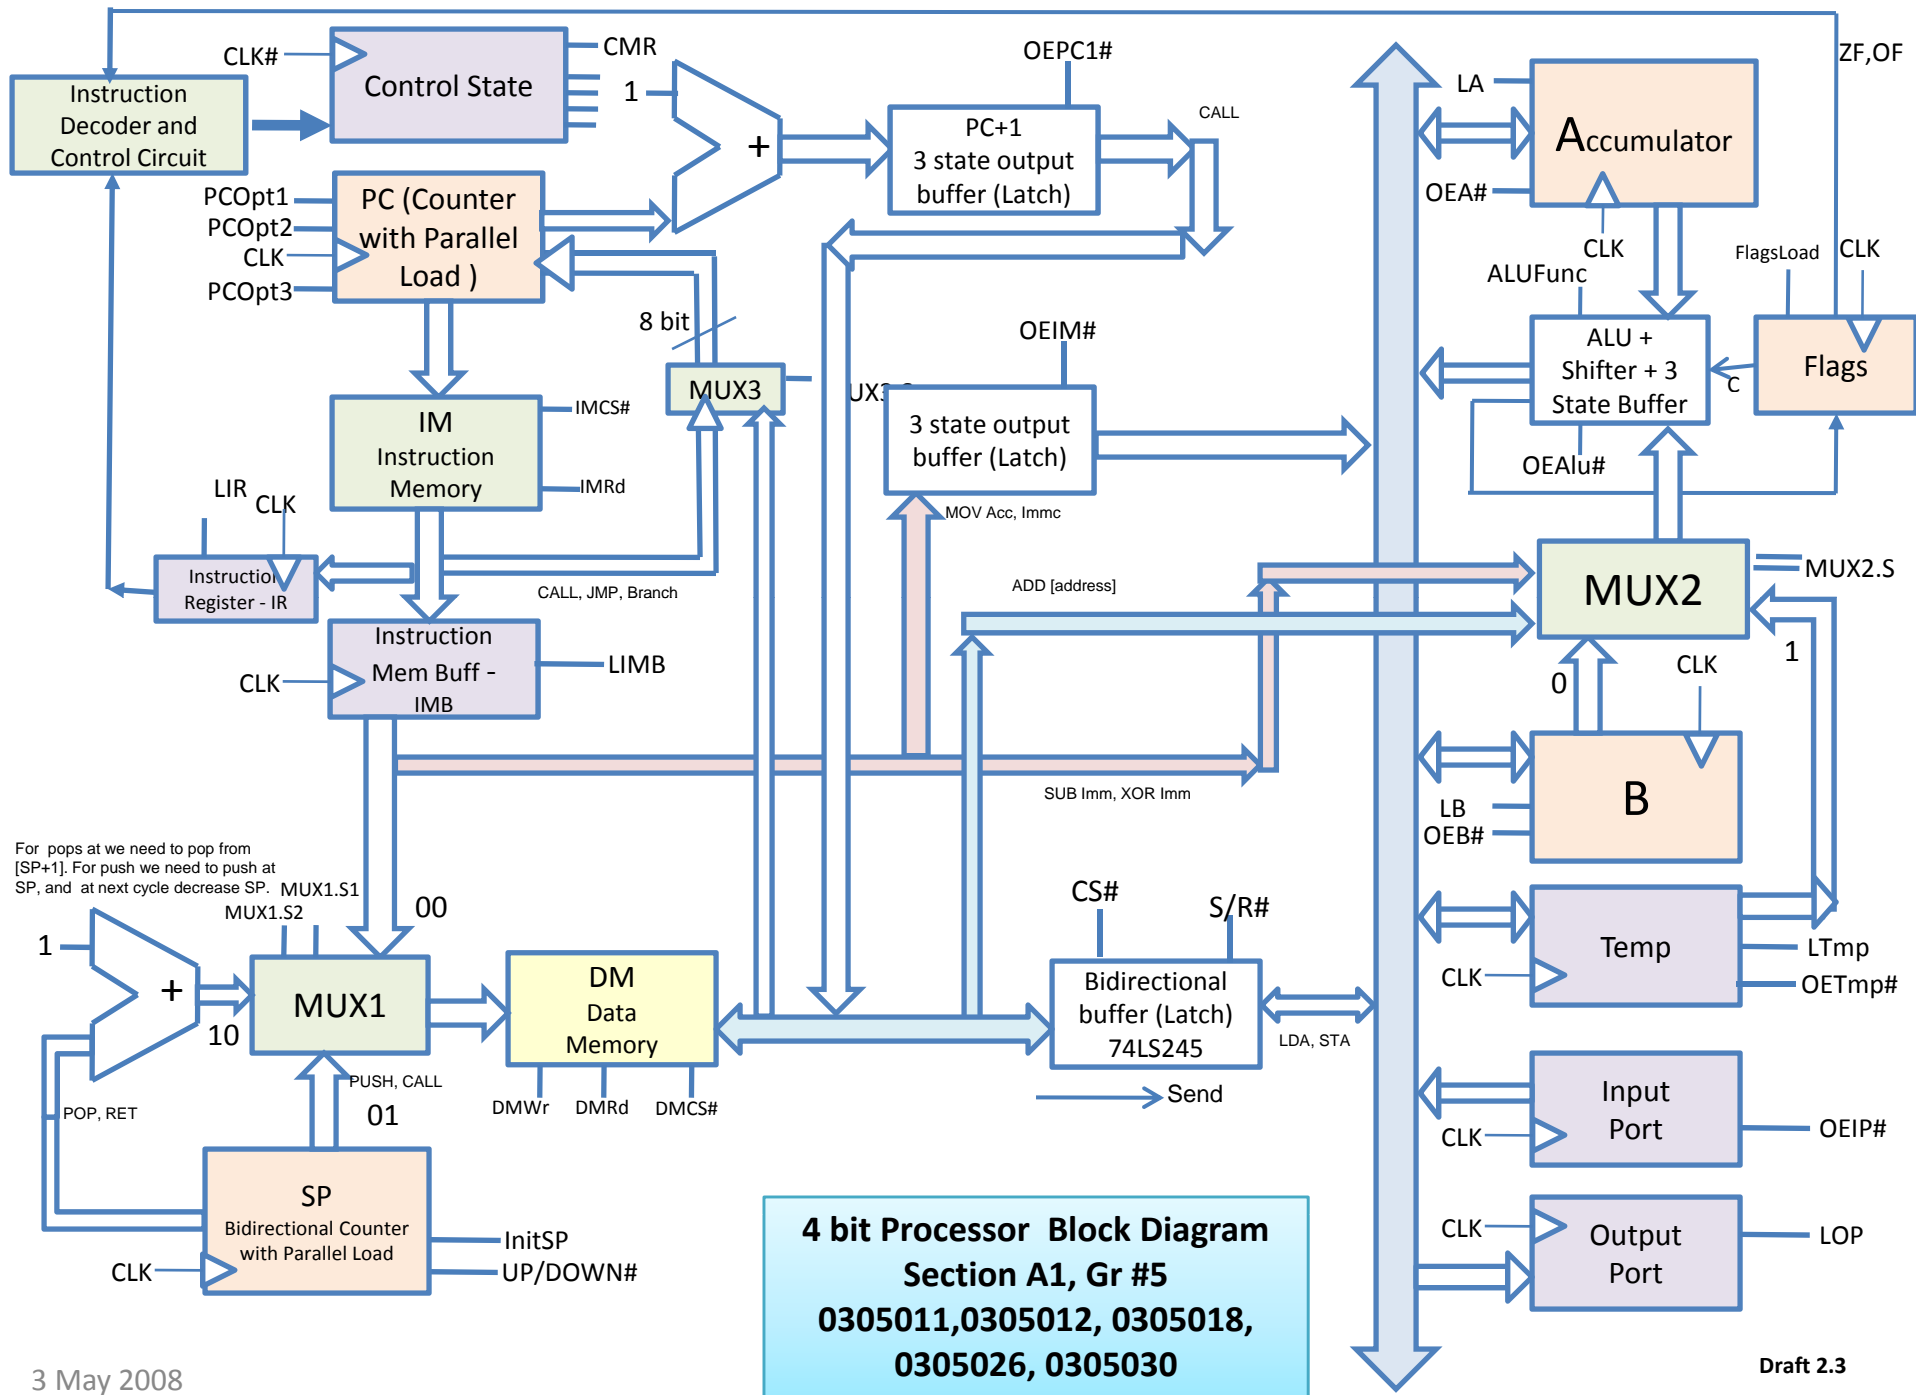 CLK#
Control State
CMR
Instruction
Decoder and
Control Circuit
1
+
OEPC1#
PC+1
3 state output
buffer (Latch)
CALL
ZF,OF
LA
Accumulator
OEA#
CLK
PCOpt1
PCOpt2
CLK
PCOpt3
PC (Counter
with Parallel
Load )
8 bit
MUX3
OEIM#
3 state output
buffer (Latch)
MOV Acc, Immc
ALUFunc
FlagsLoad
CLK
ALU +
Shifter + 3
State Buffer
C
Flags
OEAlu#
IM
Instruction
Memory
IMCS#
IMRd
LIR
CLK
Instruction
Register - IR
CALL, JMP, Branch
ADD [address]
MUX2
MUX2.S
Instruction
Mem Buff -
IMB
CLK
LIMB
0
CLK
1
SUB Imm, XOR Imm
B
LB
OEB#
For pops at we need to pop from
[SP+1]. For push we need to push at
SP, and at next cycle decrease SP.
MUX1.S1
MUX1.S2
00
1
+
10
MUX1
DM
Data
Memory
DMWr
DMRd
DMCS#
CS#
S/R#
Bidirectional
buffer (Latch)
74LS245
LDA, STA
Send
Temp
CLK
LTmp
OETmp#
PUSH, CALL
01
POP, RET
Input
Port
CLK
OEIP#
SP
Bidirectional Counter
with Parallel Load
CLK
InitSP
UP/DOWN#
Output
Port
CLK
LOP
4 bit Processor Block Diagram
Section A1, Gr #5
0305011,0305012, 0305018,
0305026, 0305030
3 May 2008
Draft 2.3